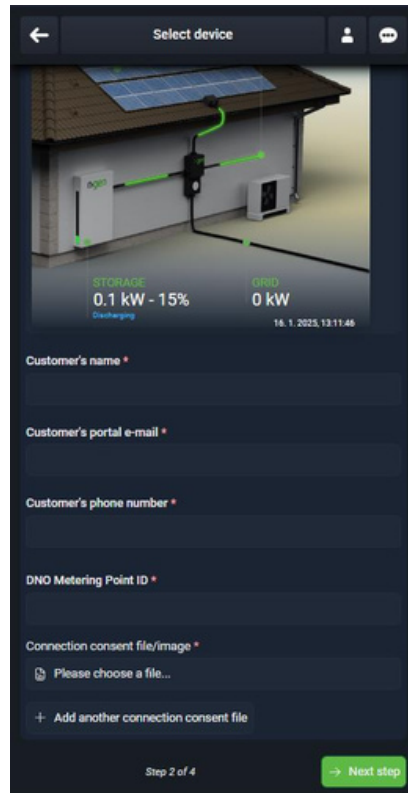 Select device
STORAGE
0.1 kW - 15%
Discharging
GRID
0 kW
16. 1. 2025, 13:11:46
Customer's name *
Customer's portal e-mail *
Customer's phone number *
DNO Metering Point ID *
Connection consent file/image *
Please choose a file...
+ Add another connection consent file
Step 2 of 4
→ Next step